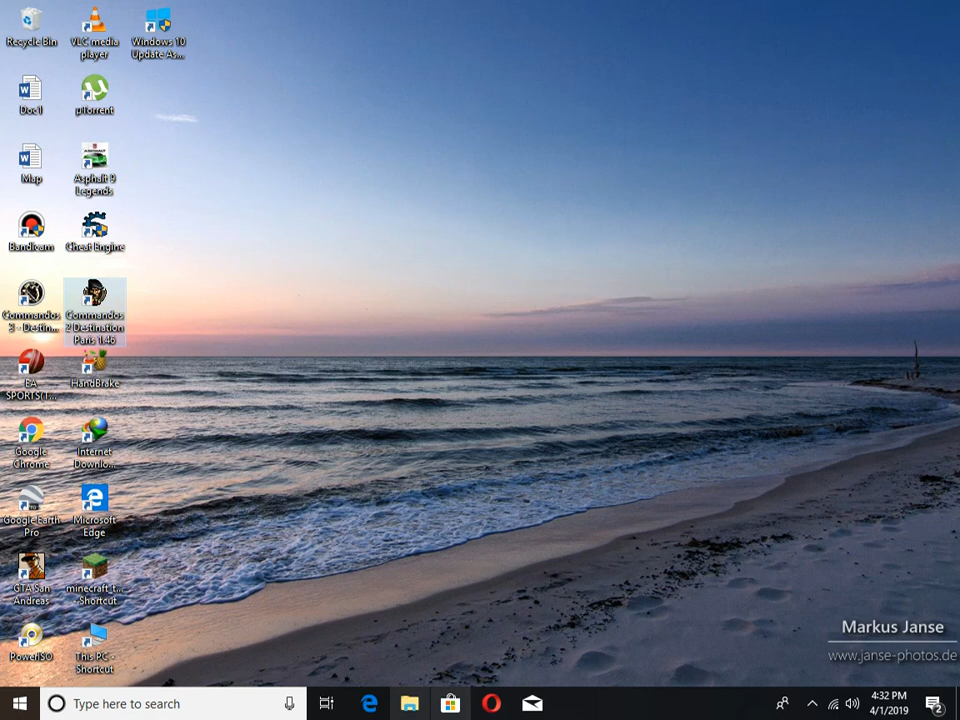 Recycle Bin
VLC media
player
Windows 10
Update As...
Doc1
µTorrent
Map
Asphalt 9
Legends
Bandicam
Cheat Engine
Commandos
3 - Destin...
Commandos
2 Destination
Paris 1.46
EA
SPORTS(T...
HandBrake
Google
Chrome
Internet
Downlo...
Google Earth
Pro
Microsoft
Edge
GTA San
Andreas
minecraft_t...
- Shortcut
PowerISO
This PC -
Shortcut
Markus Janse
www.janse-photos.de
Type here to search
4:32 PM
4/1/2019
2